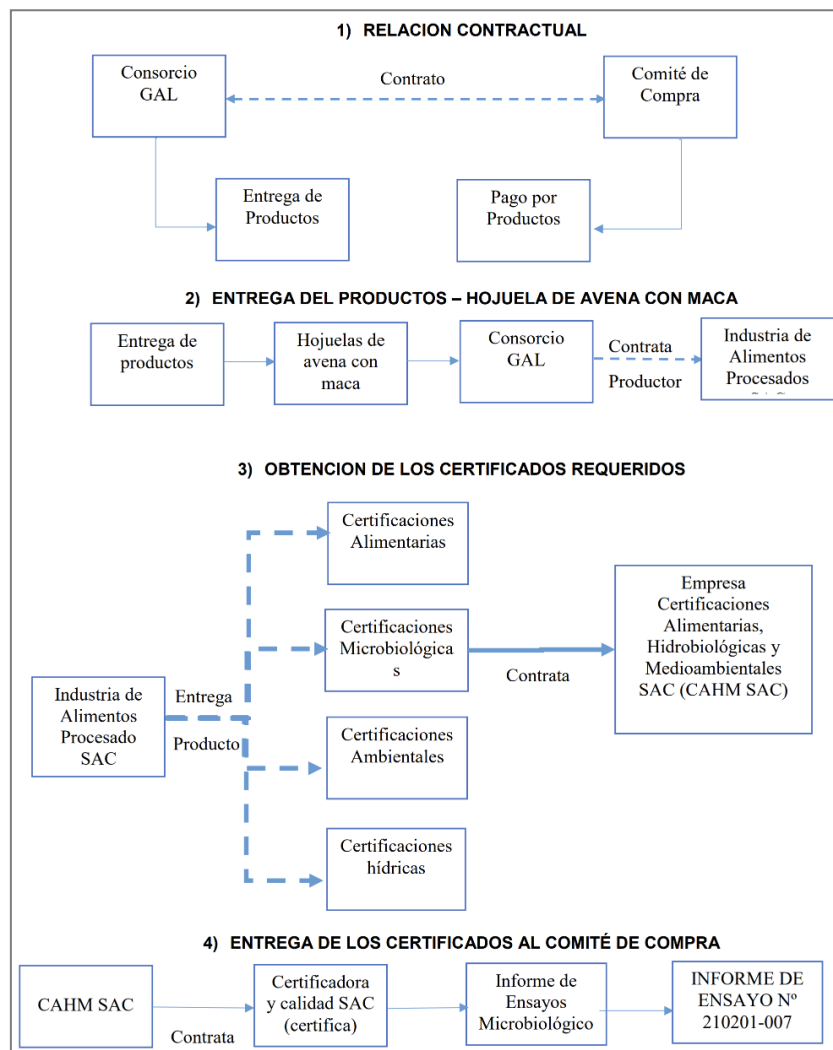 1) RELACION CONTRACTUAL
Consorcio
GAL
Contrato
Comité de
Compra
Entrega de
Productos
Pago por
Productos
2) ENTREGA DEL PRODUCTOS – HOJUELA DE AVENA CON MACA
Entrega de
productos
Hojuelas de
avena con
maca
Consorcio
GAL
Contrata
Productor
Industria de
Alimentos
Procesados
3) OBTENCION DE LOS CERTIFICADOS REQUERIDOS
Certificaciones
Alimentarias
Certificaciones
Microbiológica
s
Contrata
Empresa
Certificaciones
Alimentarias,
Hidrobiológicas y
Medioambientales
SAC (CAHM SAC)
Industria de
Alimentos
Procesado
SAC
Entrega
Producto
Certificaciones
Ambientales
Certificaciones
hídricas
4) ENTREGA DE LOS CERTIFICADOS AL COMITÉ DE COMPRA
CAHM SAC
Contrata
Certificadora
y calidad SAC
(certifica)
Informe de
Ensayos
Microbiológico
INFORME DE
ENSAYO Nº
210201-007